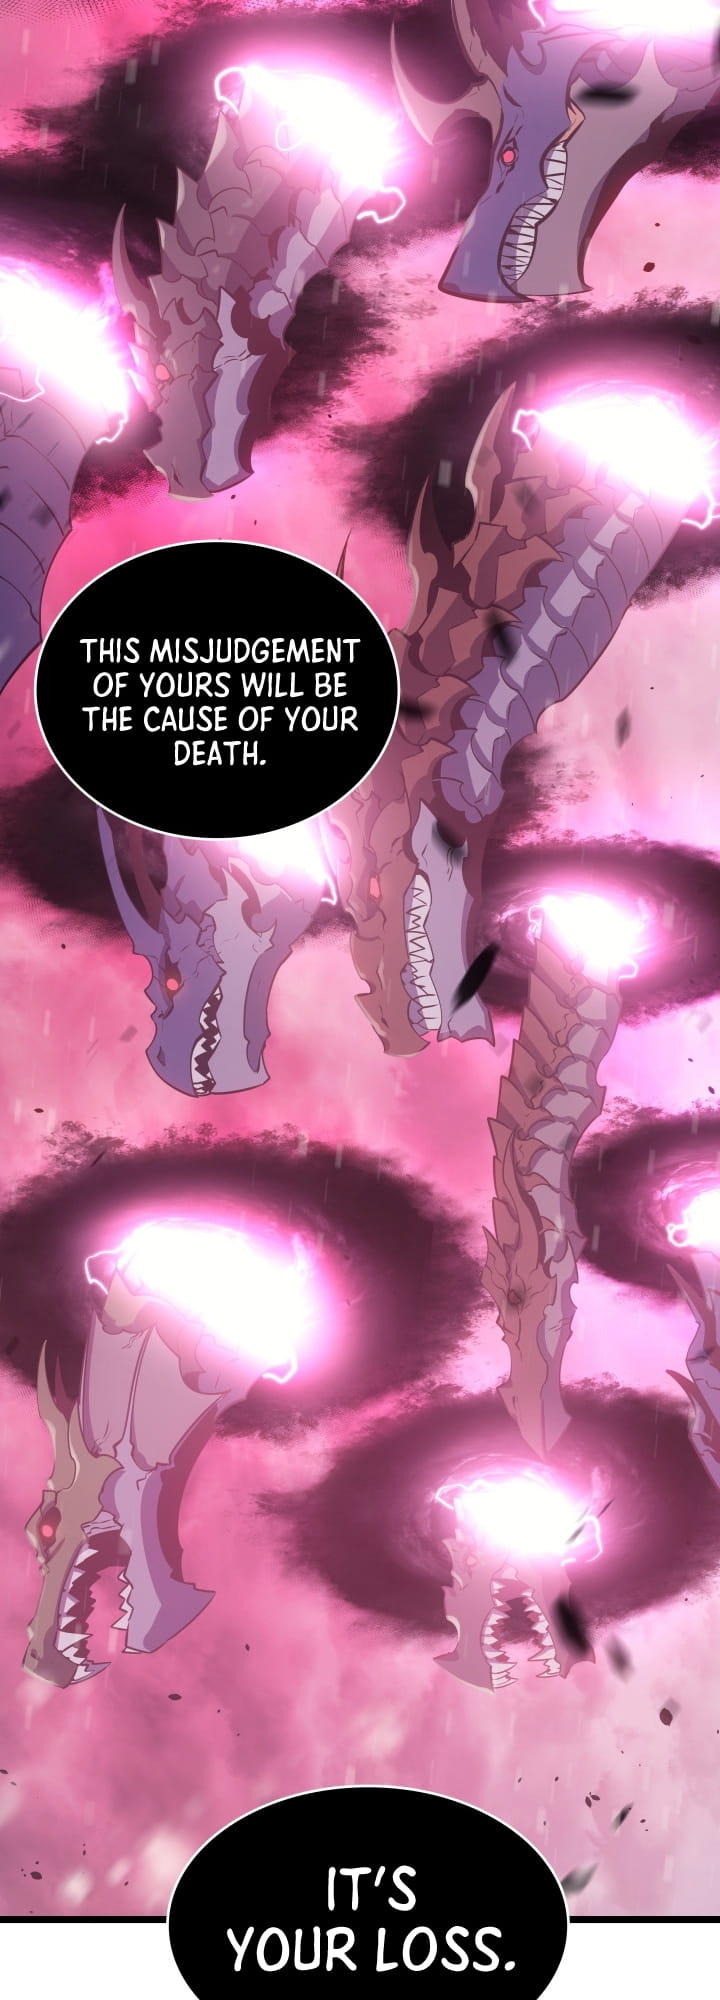 THIS MISJUDGEMENT
OF YOURS WILL BE
THE CAUSE OF YOUR
DEATH.
IT'S
YOUR LOSS.